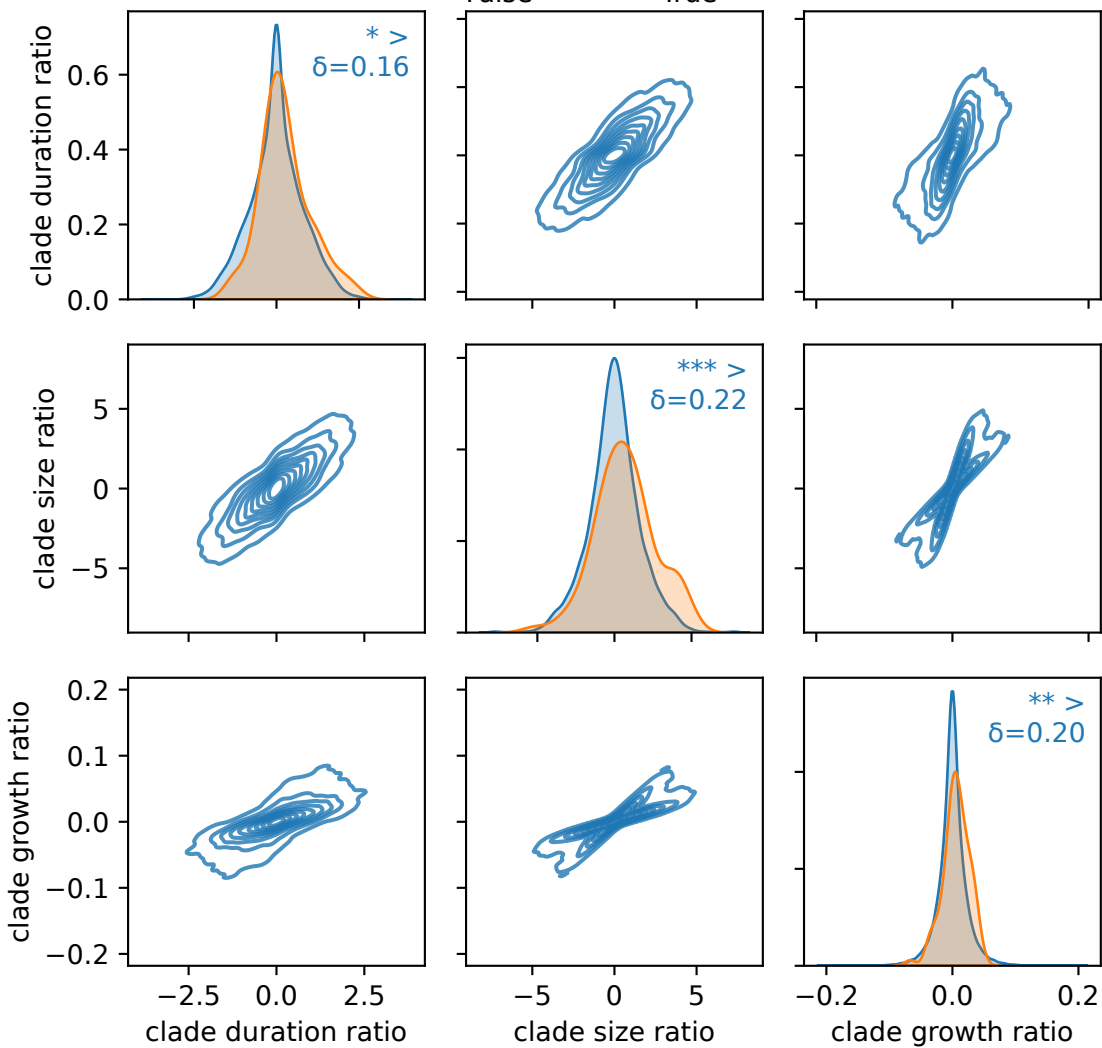 True
clade duration ratio
0.6
0.4
0.2
0.0
* >
δ=0.16
clade size ratio
5
0
−5
*** >
δ=0.22
clade growth ratio
0.2
0.1
0.0
−0.1
−0.2
** >
δ=0.20
−2.5
0.0
2.5
clade duration ratio
−5
0
5
clade size ratio
−0.2
0.0
0.2
clade growth ratio